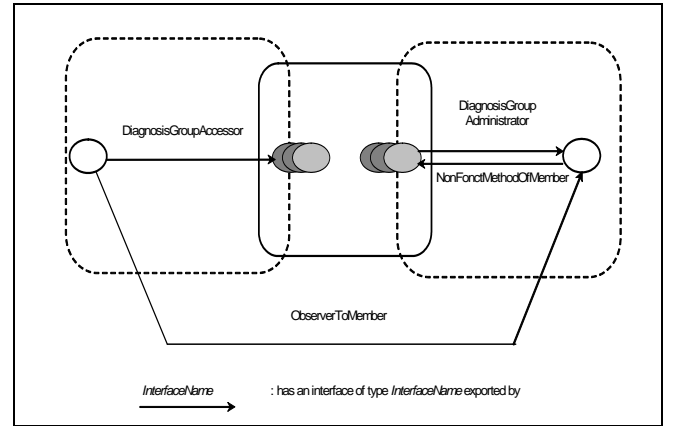 DiagnosisGroupAccessor
DiagnosisGroup
Administrator
NonFonctMethodOfMember
ObserverToMember
InterfaceName : has an interface of type InterfaceName exported by